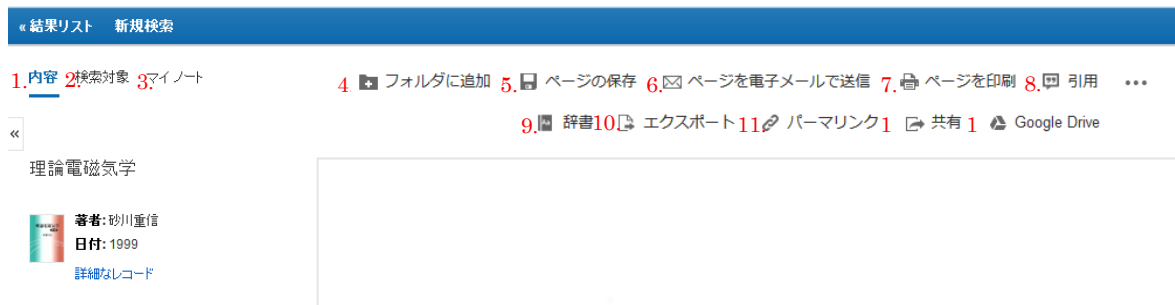 «結果リスト 新規検索
1.内容 2.検索対象 3.マイノート
4 フォルダに追加 5.ページの保存 6.ページを電子メールで送信 7.ページを印刷 8.引用 •••
9.辞書 10.エクスポート 11.パーマリンク 1 共有 1 Google Drive
«
理論電磁気学
著者:砂川重信
日付:1999
詳細なレコード